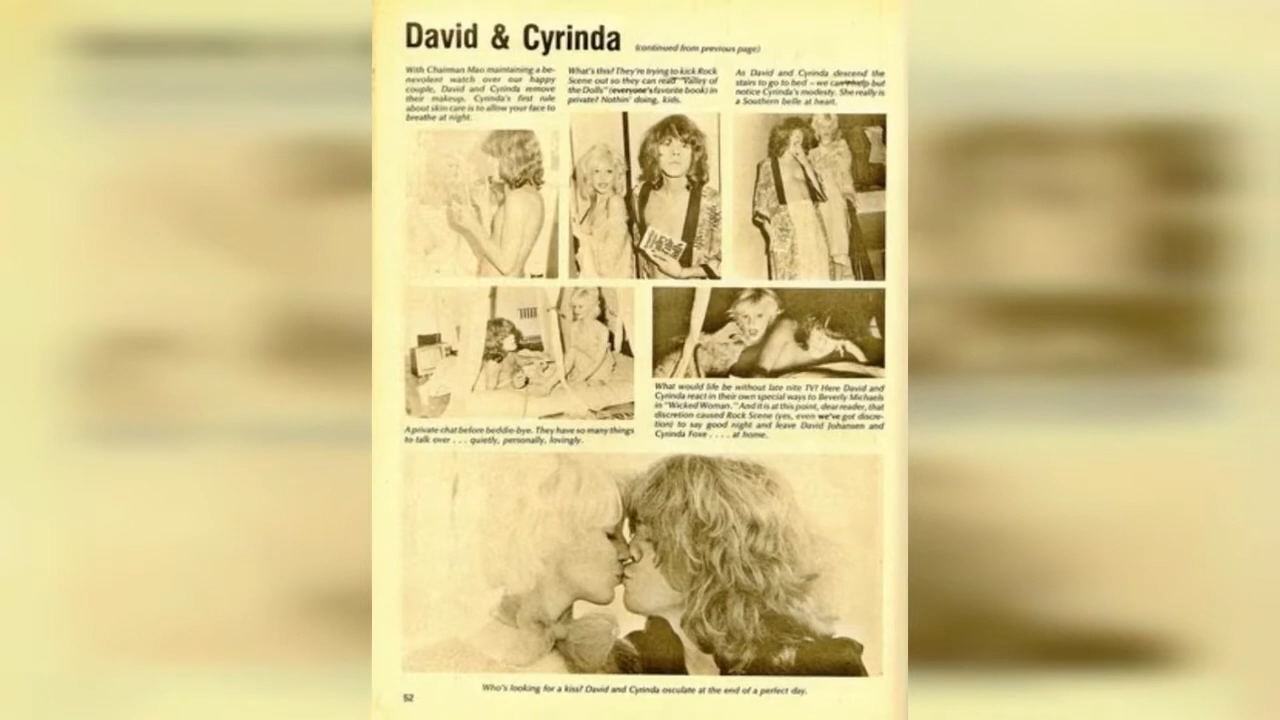 David & Cyrinda (continued from previous page)
With Chairman Mao maintaining a be-
nevolent watch over our happy
couple, David and Cyrinda remove
their makeup. Cyrinda's first rule
about skin care is to allow your face to
breathe at night.
What's this? They're trying to kick Rock
Scene out so they can read "Valley of
the Dolls" (everyone's favorite book) in
private? Nothin' doing, kids.
As David and Cyrinda descend the
stairs to go to bed – we can't help but
notice Cyrinda's modesty. She really is
a Southern belle at heart.
A private chat before beddie-bye. They have so many things
to talk over . . . quietly, personally, lovingly.
What would life be without late nite TV? Here David and
Cyrinda react in their own special ways to Beverly Michaels
in "Wicked Woman." And it is at this point, dear reader, that
discretion caused Rock Scene (yes, even we've got discre-
tion) to say good night and leave David Johansen and
Cyrinda Foxe . . . . at home.
Who's looking for a kiss? David and Cyrinda osculate at the end of a perfect day.
52